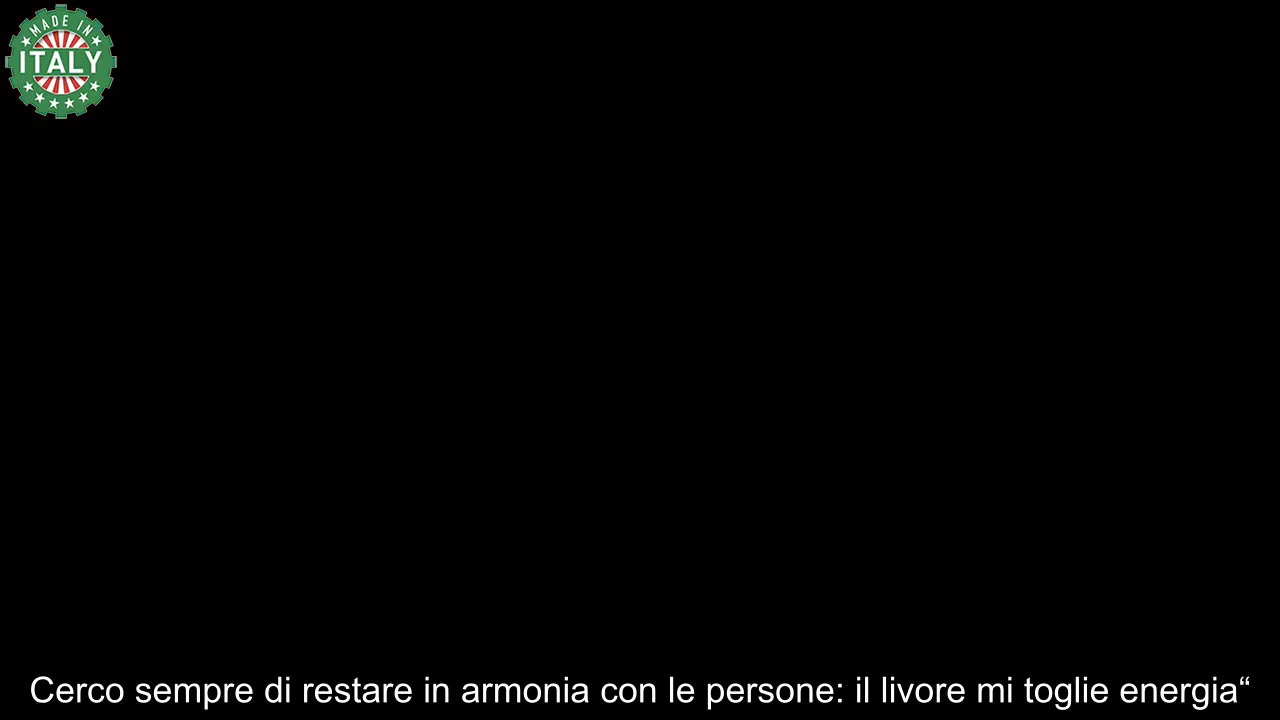 MADE IN
ITALY
Cerco sempre di restare in armonia con le persone: il livore mi toglie energia“